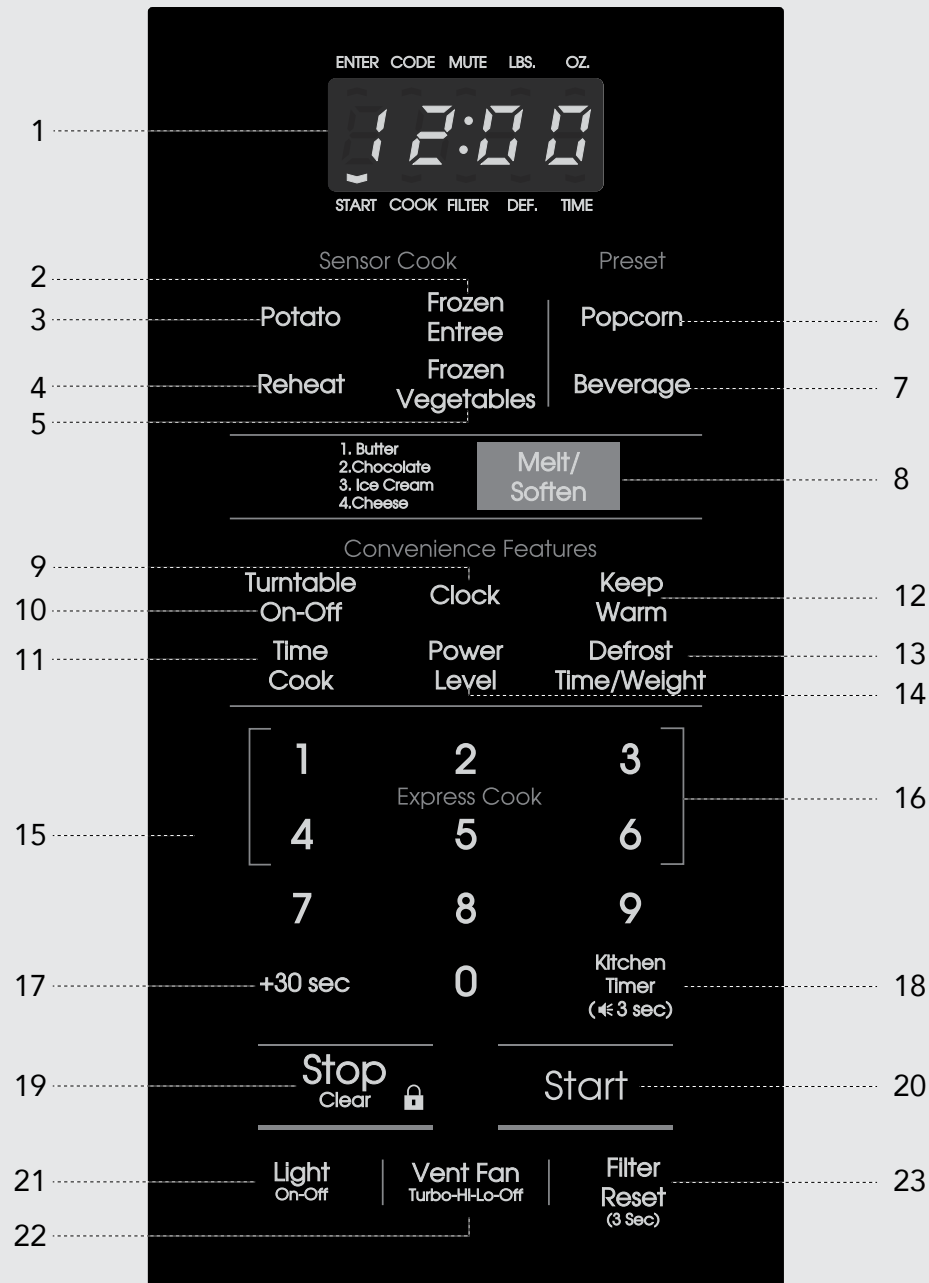 ENTER CODE MUTE LBS. OZ.
1
12:00
START COOK FILTER DEF. TIME
Sensor Cook
Preset
2
3
Potato
Frozen
Entree
Popcorn
6
4
Reheat
Frozen
Vegetables
Beverage
7
5
1. Butter
2.Chocolate
3. Ice Cream
4.Cheese
Melt/
Soften
8
Convenience Features
9
10
Turntable
On-Off
Clock
Keep
Warm
12
11
Time
Cook
Power
Level
Defrost
Time/Weight
13
14
1 2 3
Express Cook
16
15
4 5 6
7 8 9
17
+30 sec
0
Kitchen
Timer
(3 sec)
18
19
Stop
Clear
Start
20
21
Light
On-Off
Vent Fan
Turbo-HI-Lo-Off
Filter
Reset
(3 Sec)
23
22